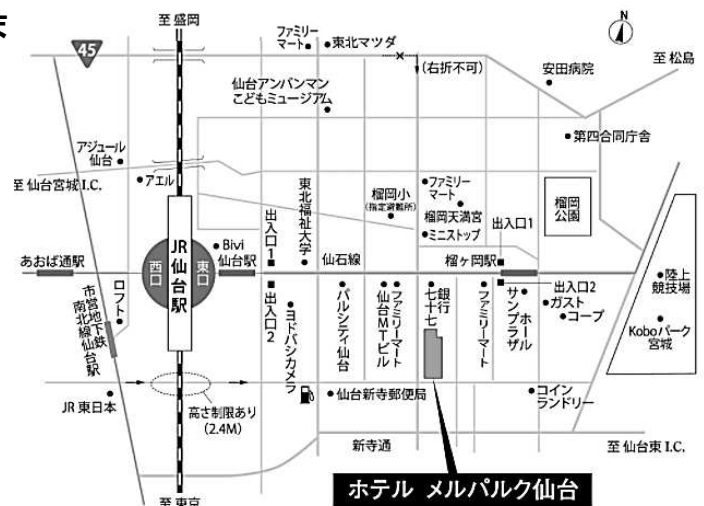 至 盛岡
N
末
45
ファミリー
マート
東北マツダ
(右折不可)
安田病院
至 松島
仙台アンパンマン
こどもミュージアム
第四合同庁舎
アジュール
仙台
至 仙台宮城 I.C.
アエル
出入口1
東北福祉大学
榴岡小
(指定避難所)
ファミリー
マート
榴岡天満宮
ミニストップ
出入口1
榴岡
公園
あおば通駅
ロフト
西口
JR仙台駅
東口
Bivi
仙台駅
仙石線
榴ヶ岡駅
市営地下鉄
南北線仙台駅
出入口2
ヨドバシカメラ
パルシティ仙台
仙台MTビル
ファミリーマート
七十七
銀行
ファミリーマート
サンプラザ
ホール
出入口2
ガスト
コープ
陸上
競技場
Koboパーク
宮城
JR 東日本
高さ制限あり
(2.4M)
仙台新寺郵便局
コイン
ランドリー
新寺通
至 仙台東 I.C.
至 東京
ホテル メルパルク仙台